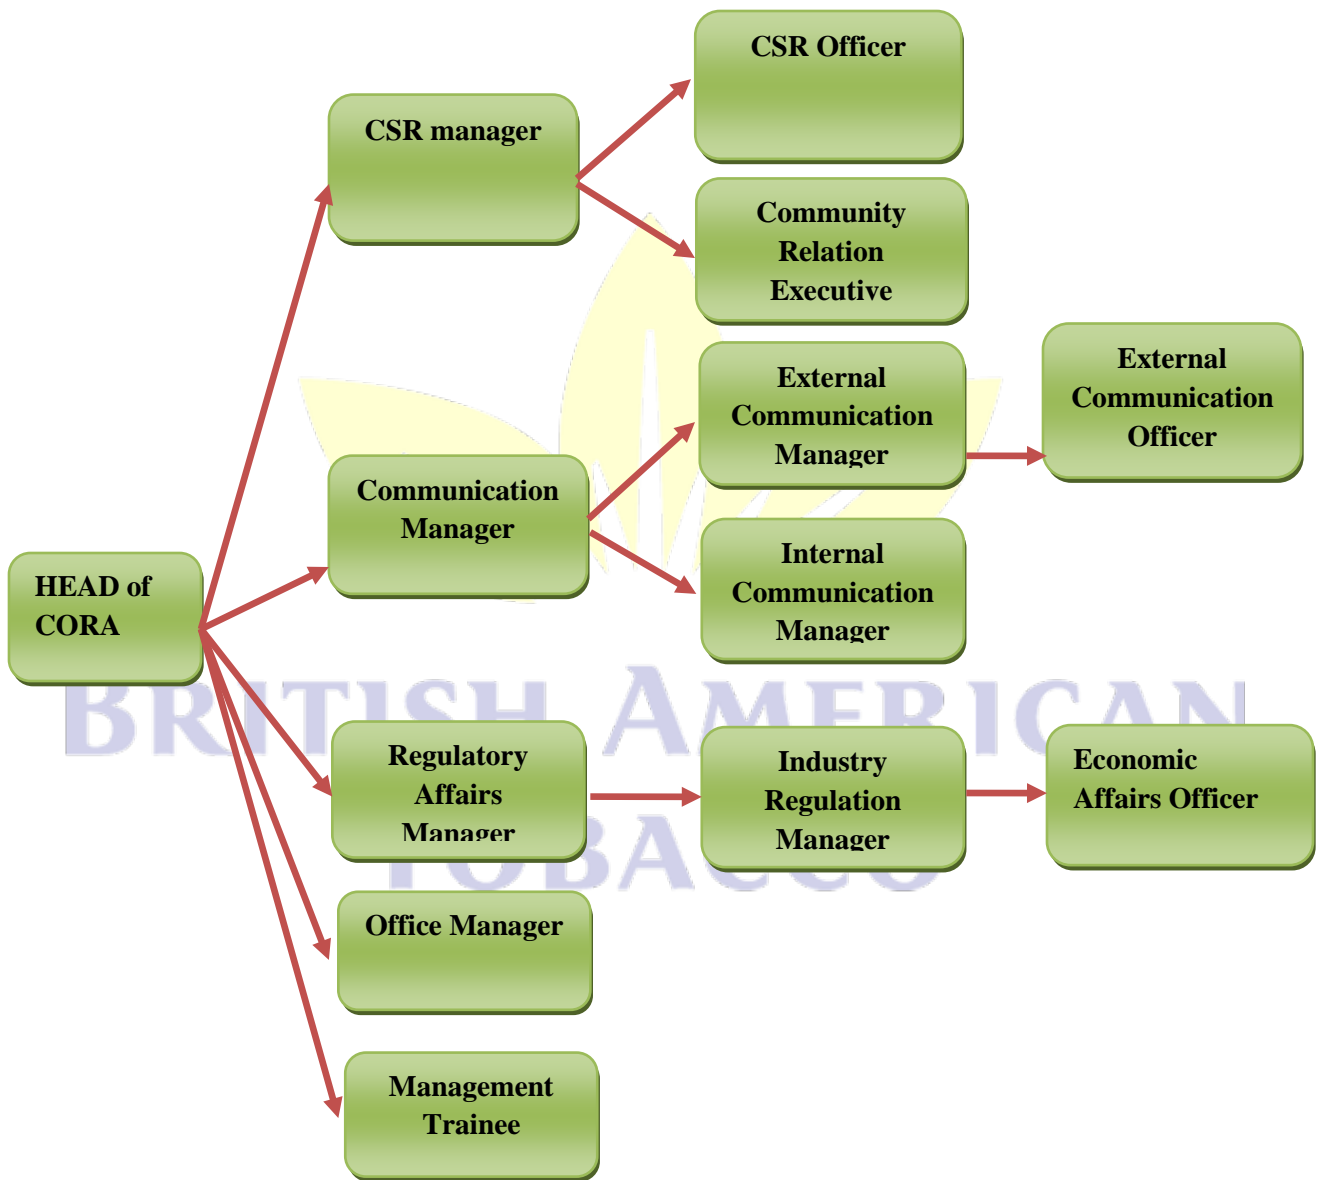 CSR Officer
CSR manager
Community
Relation
Executive
External
Communication
Manager
External
Communication
Officer
Communication
Manager
Internal
Communication
Manager
HEAD of
CORA
BRITISH AMERICAN
TOBACCO
Regulatory
Affairs
Manager
Industry
Regulation
Manager
Economic
Affairs Officer
Office Manager
Management
Trainee